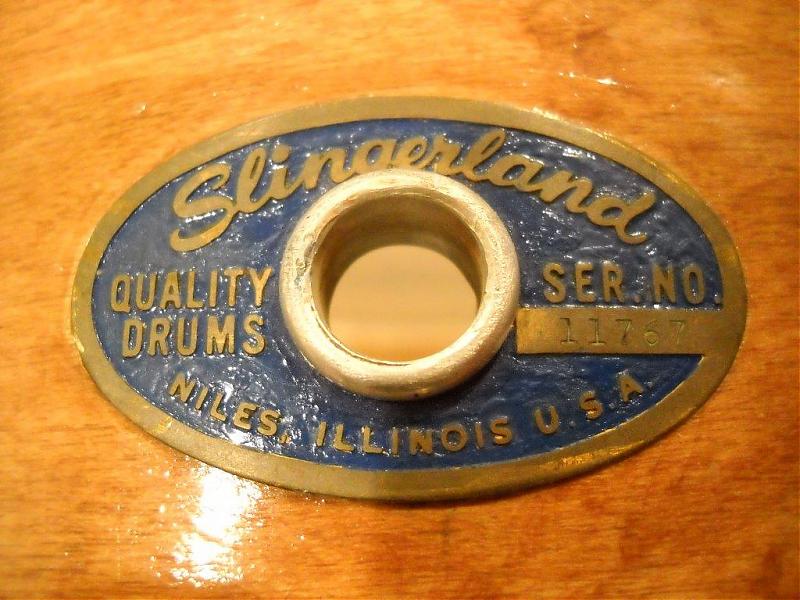 Slingerland
QUALITY
DRUMS
SER. NO.
11767
NILES, ILLINOIS U.S.A.